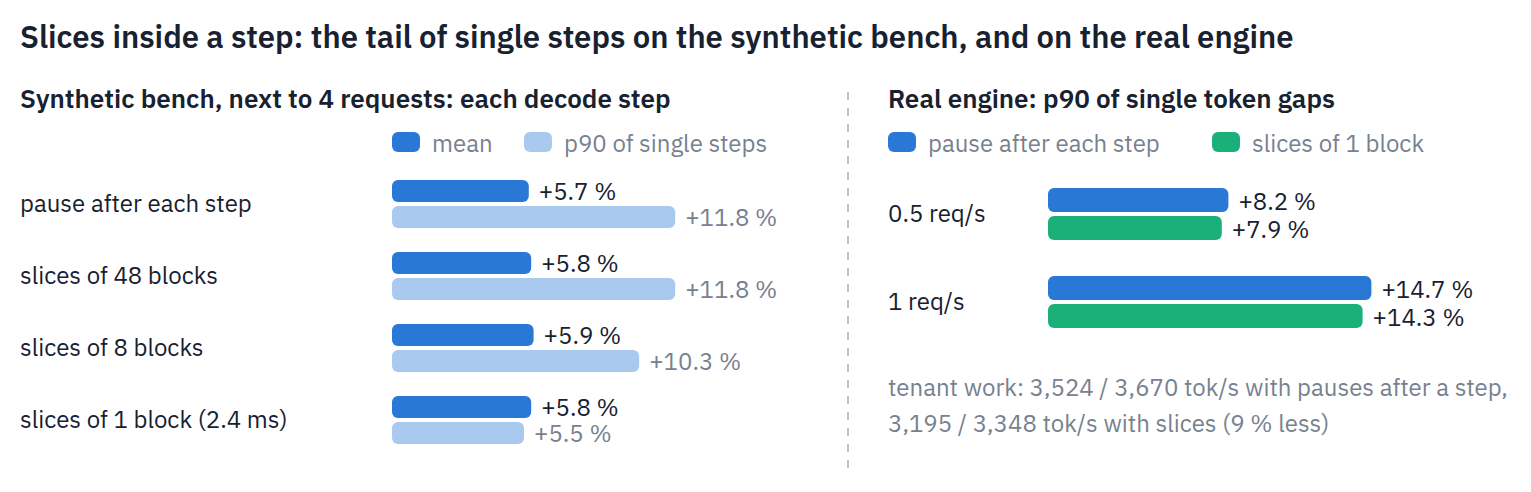 Slices inside a step: the tail of single steps on the synthetic bench, and on the real engine
Synthetic bench, next to 4 requests: each decode step
mean
p90 of single steps
pause after each step
+5.7 %
+11.8 %
slices of 48 blocks
+5.8 %
+11.8 %
slices of 8 blocks
+5.9 %
+10.3 %
slices of 1 block (2.4 ms)
+5.8 %
+5.5 %
Real engine: p90 of single token gaps
pause after each step
slices of 1 block
0.5 req/s
+8.2 %
+7.9 %
1 req/s
+14.7 %
+14.3 %
tenant work: 3,524 / 3,670 tok/s with pauses after a step,
3,195 / 3,348 tok/s with slices (9 % less)